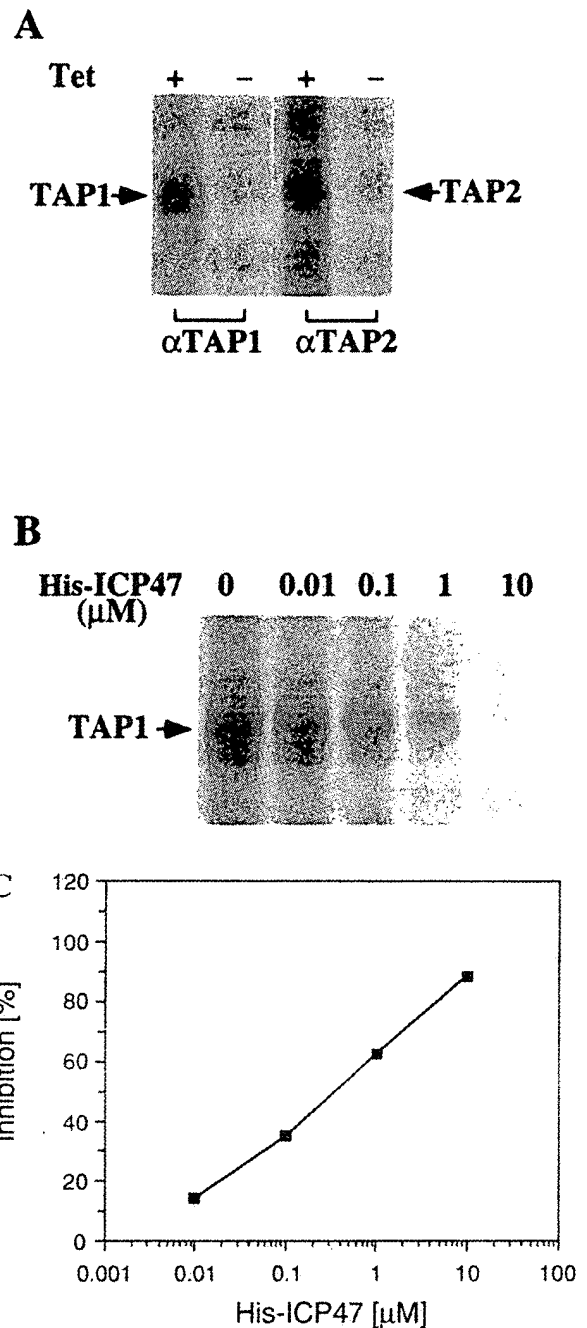 A
Tet + − + −
TAP1 TAP2
αTAP1 αTAP2
B
His-ICP47 0 0.01 0.1 1 10
(μM)
TAP1
120
100
80
60
40
20
0
Inhibition [%]
0.001 0.01 0.1 1 10 100
His-ICP47 [μM]